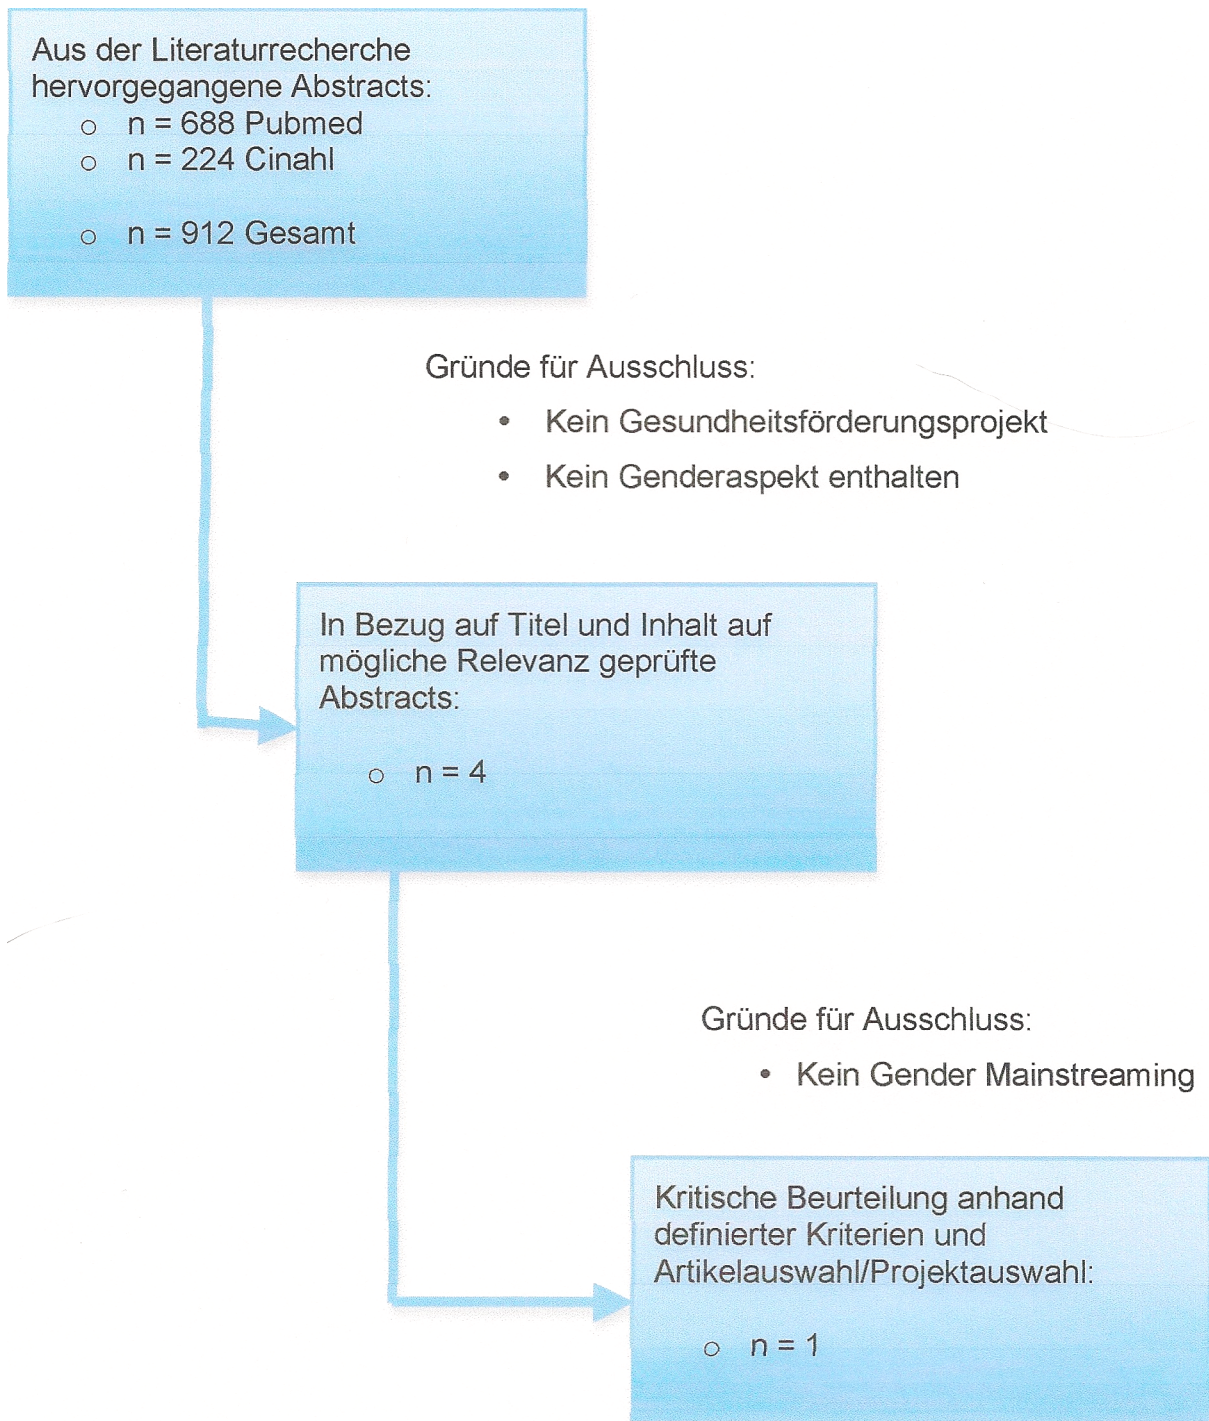 Aus der Literaturrecherche
hervorgegangene Abstracts:
o n = 688 Pubmed
o n = 224 Cinahl
o n = 912 Gesamt
Gründe für Ausschluss:
• Kein Gesundheitsförderungsprojekt
• Kein Genderaspekt enthalten
In Bezug auf Titel und Inhalt auf
mögliche Relevanz geprüfte
Abstracts:
o n = 4
Gründe für Ausschluss:
• Kein Gender Mainstreaming
Kritische Beurteilung anhand
definierter Kriterien und
Artikelauswahl/Projektauswahl:
o n = 1